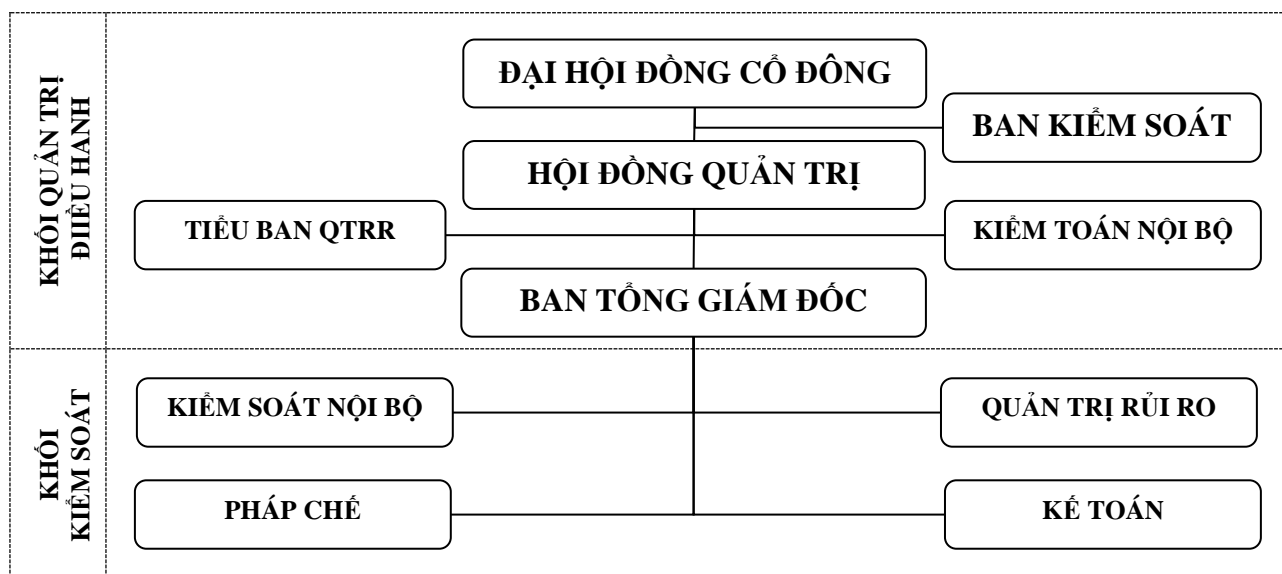 KHỐI QUẢN TRỊ
ĐIIỀU HANH
ĐẠI HỘI ĐỒNG CỔ ĐÔNG
BAN KIỂM SOÁT
HỘI ĐỒNG QUẢN TRỊ
TIỂU BAN QTRR
KIỂM TOÁN NỘI BỘ
BAN TỔNG GIÁM ĐỐC
KHỐI
KIỂM SOÁT
KIỂM SOÁT NỘI BỘ
QUẢN TRỊ RỦI RO
PHÁP CHẾ
KẾ TOÁN